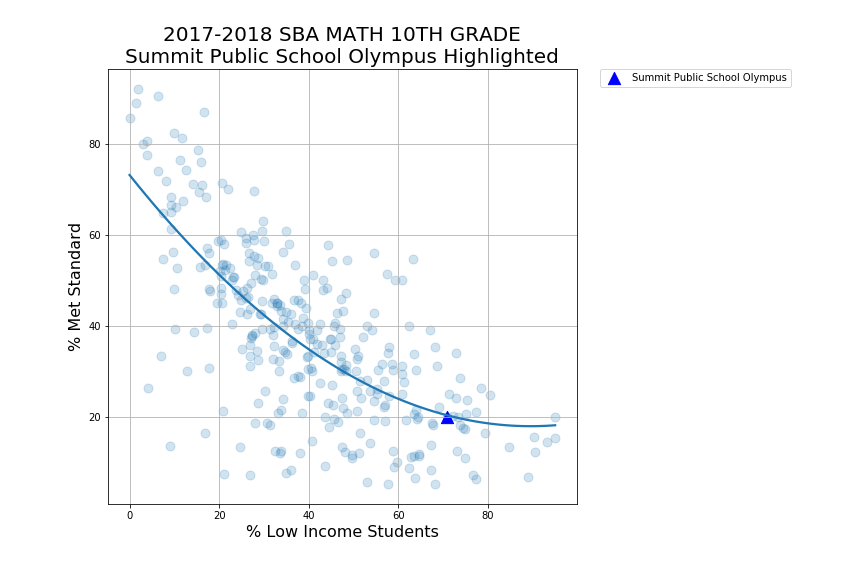 2017-2018 SBA MATH 10TH GRADE
Summit Public School Olympus Highlighted
Summit Public School Olympus
% Met Standard
80
60
40
20
0 20 40 60 80
% Low Income Students